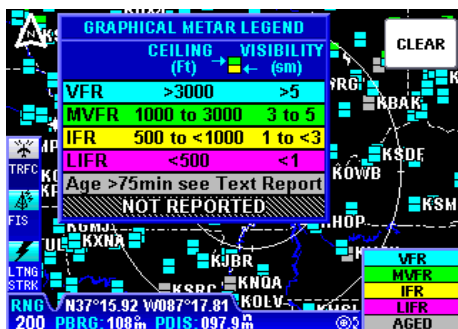 GRAPHICAL METAR LEGEND
CEILING VISIBILITY
(Ft) (sm)
VFR >3000 >5
MVFR 1000 to 3000 3 to 5
IFR 500 to <1000 1 to <3
LIFR <500 <1
Age >75min see Text Report
NOT REPORTED
CLEAR
N
KBAK
KSDF
KOWB
TRFC
FIS
LTNG
STRK
KXNA
KJBR
KNQA
KOLV
VFR
MVFR
IFR
LIFR
AGED
RNG N37°15.92 W087°17.81
200 PBRG:108° PDIS:097.9